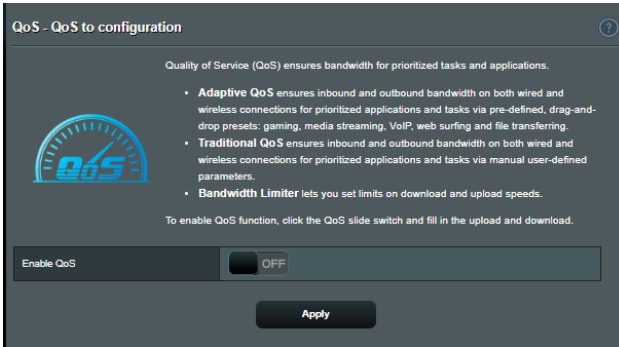 QoS - QoS to configuration
?
Quality of Service (QoS) ensures bandwidth for prioritized tasks and applications.
• Adaptive QoS ensures inbound and outbound bandwidth on both wired and
wireless connections for prioritized applications and tasks via pre-defined, drag-and-
drop presets: gaming, media streaming, VoIP, web surfing and file transferring.
• Traditional QoS ensures inbound and outbound bandwidth on both wired and
wireless connections for prioritized applications and tasks via manual user-defined
parameters.
• Bandwidth Limiter lets you set limits on download and upload speeds.
QoS
To enable QoS function, click the QoS slide switch and fill in the upload and download.
Enable QoS
OFF
Apply